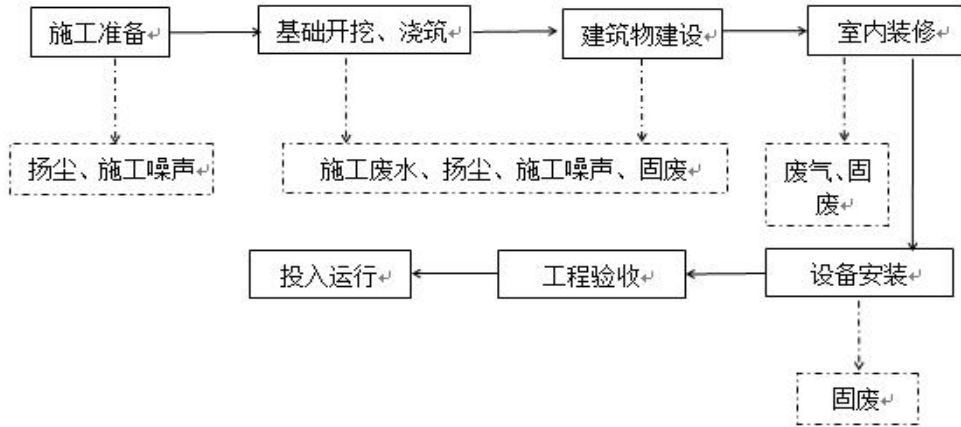 施工准备
基础开挖、浇筑
建筑物建设
室内装修
扬尘、施工噪声
施工废水、扬尘、施工噪声、固废
废气、固
废
投入运行
工程验收
设备安装
固废